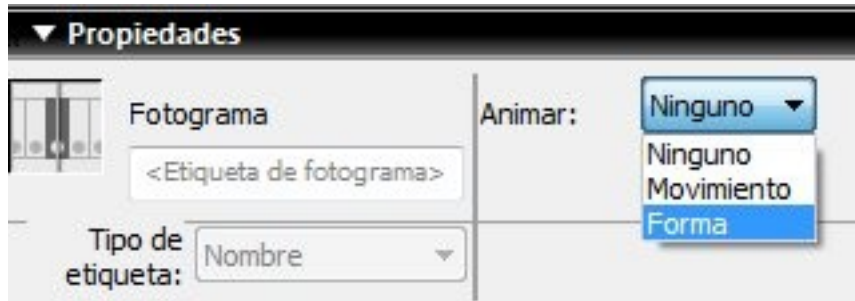 ▼ Propiedades
Fotograma
<Etiqueta de fotograma>
Tipo de
etiqueta:
Nombre
Animar:
Ninguno
Ninguno
Movimiento
Forma